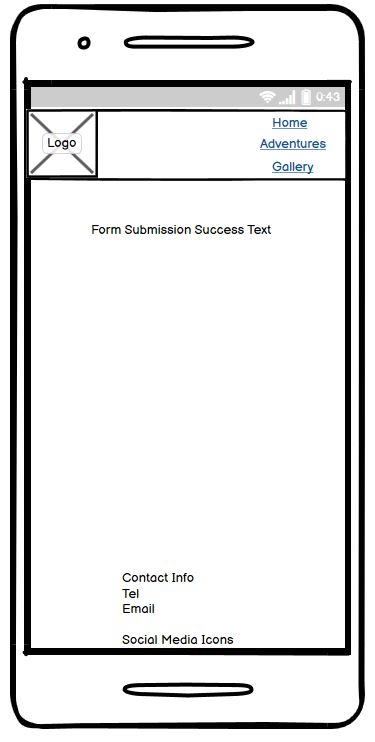 0:43
Logo
Home
Adventures
Gallery
Form Submission Success Text
Contact Info
Tel
Email
Social Media Icons